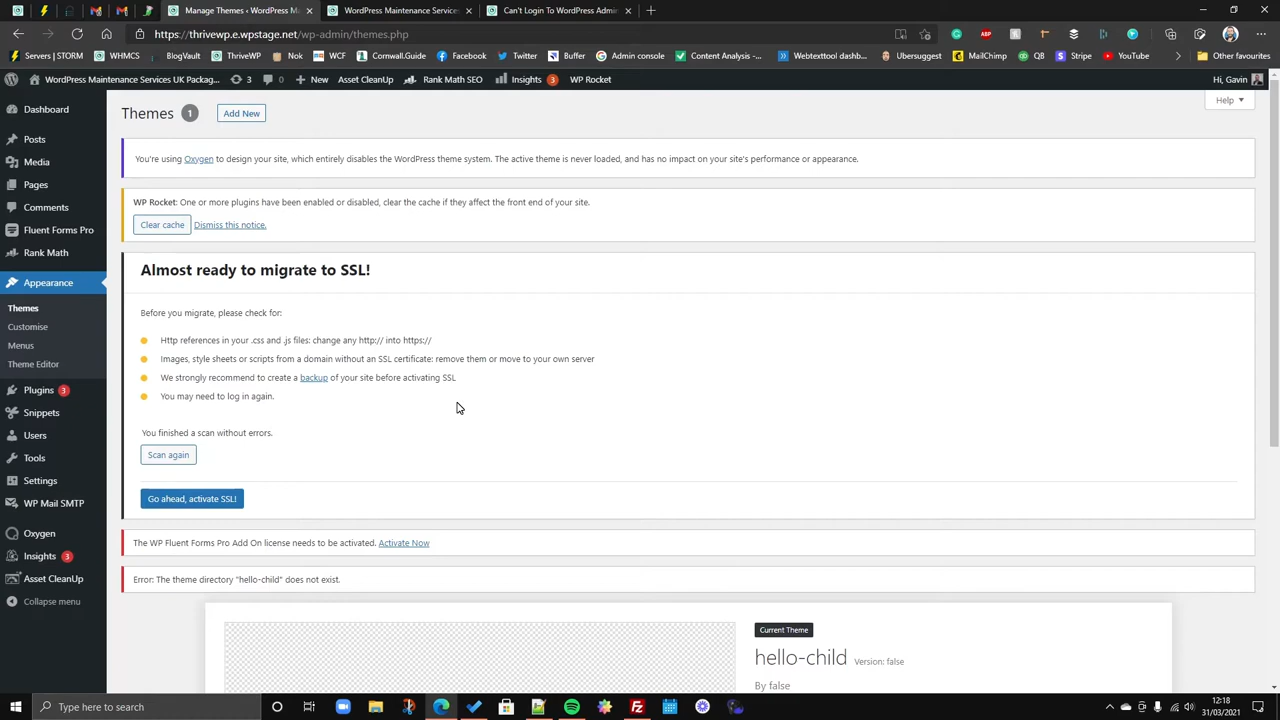 Manage Themes ‹ WordPress M
WordPress Maintenance Services
Can't Login To WordPress Admin
https://thrivewp.e.wpstage.net/wp-admin/themes.php
ABP
Servers | STORM
WHMCS
BlogVault
ThriveWP
Nok
WCF
Cornwall.Guide
Facebook
Twitter
Buffer
Admin console
Content Analysis -...
Webtexttool dashbo...
Ubersuggest
MailChimp
QB
Stripe
YouTube
Other favourites
WordPress Maintenance Services UK Packag...
3
0
New
Asset CleanUp
Rank Math SEO
Insights 3
WP Rocket
Hi, Gavin
Dashboard
Posts
Media
Pages
Comments
Fluent Forms Pro
Rank Math
Appearance
Themes
Customise
Menus
Theme Editor
Plugins 3
Snippets
Users
Tools
Settings
WP Mail SMTP
Oxygen
Insights 3
Asset CleanUp
Collapse menu
Help
Themes 1 Add New
You're using Oxygen to design your site, which entirely disables the WordPress theme system. The active theme is never loaded, and has no impact on your site's performance or appearance.
WP Rocket: One or more plugins have been enabled or disabled, clear the cache if they affect the front end of your site.
Clear cache Dismiss this notice.
Almost ready to migrate to SSL!
Before you migrate, please check for:
Http references in your .css and .js files: change any http:// into https://
Images, style sheets or scripts from a domain without an SSL certificate: remove them or move to your own server
We strongly recommend to create a backup of your site before activating SSL
You may need to log in again.
You finished a scan without errors.
Scan again
Go ahead, activate SSL!
The WP Fluent Forms Pro Add On license needs to be activated. Activate Now
Error: The theme directory "hello-child" does not exist.
Current Theme
hello-child Version: false
By false
Type here to search
12:18
31/03/2021